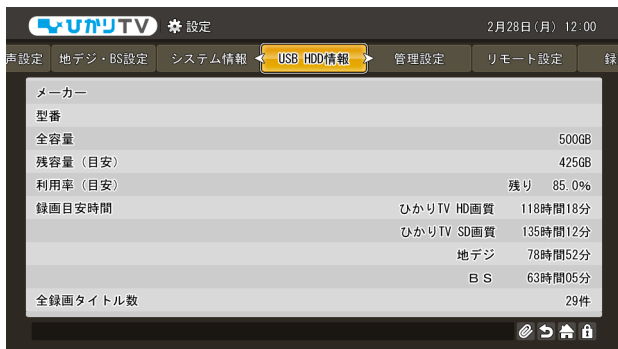 ひかりTV 設定 2月28日(月) 12:00
声設定 地デジ・BS設定 システム情報 USB HDD情報 管理設定 リモート設定 録
メーカー
型番
全容量 500GB
残容量（目安） 425GB
利用率（目安） 残り 85.0%
録画目安時間 ひかりTV HD画質 118時間18分
ひかりTV SD画質 135時間12分
地デジ 78時間52分
ＢＳ 63時間05分
全録画タイトル数 29件